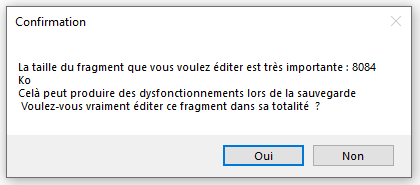 Confirmation
La taille du fragment que vous voulez éditer est très importante : 8084
Ko
Celà peut produire des dysfonctionnements lors de la sauvegarde
Voulez-vous vraiment éditer ce fragment dans sa totalité  ?
Oui
Non